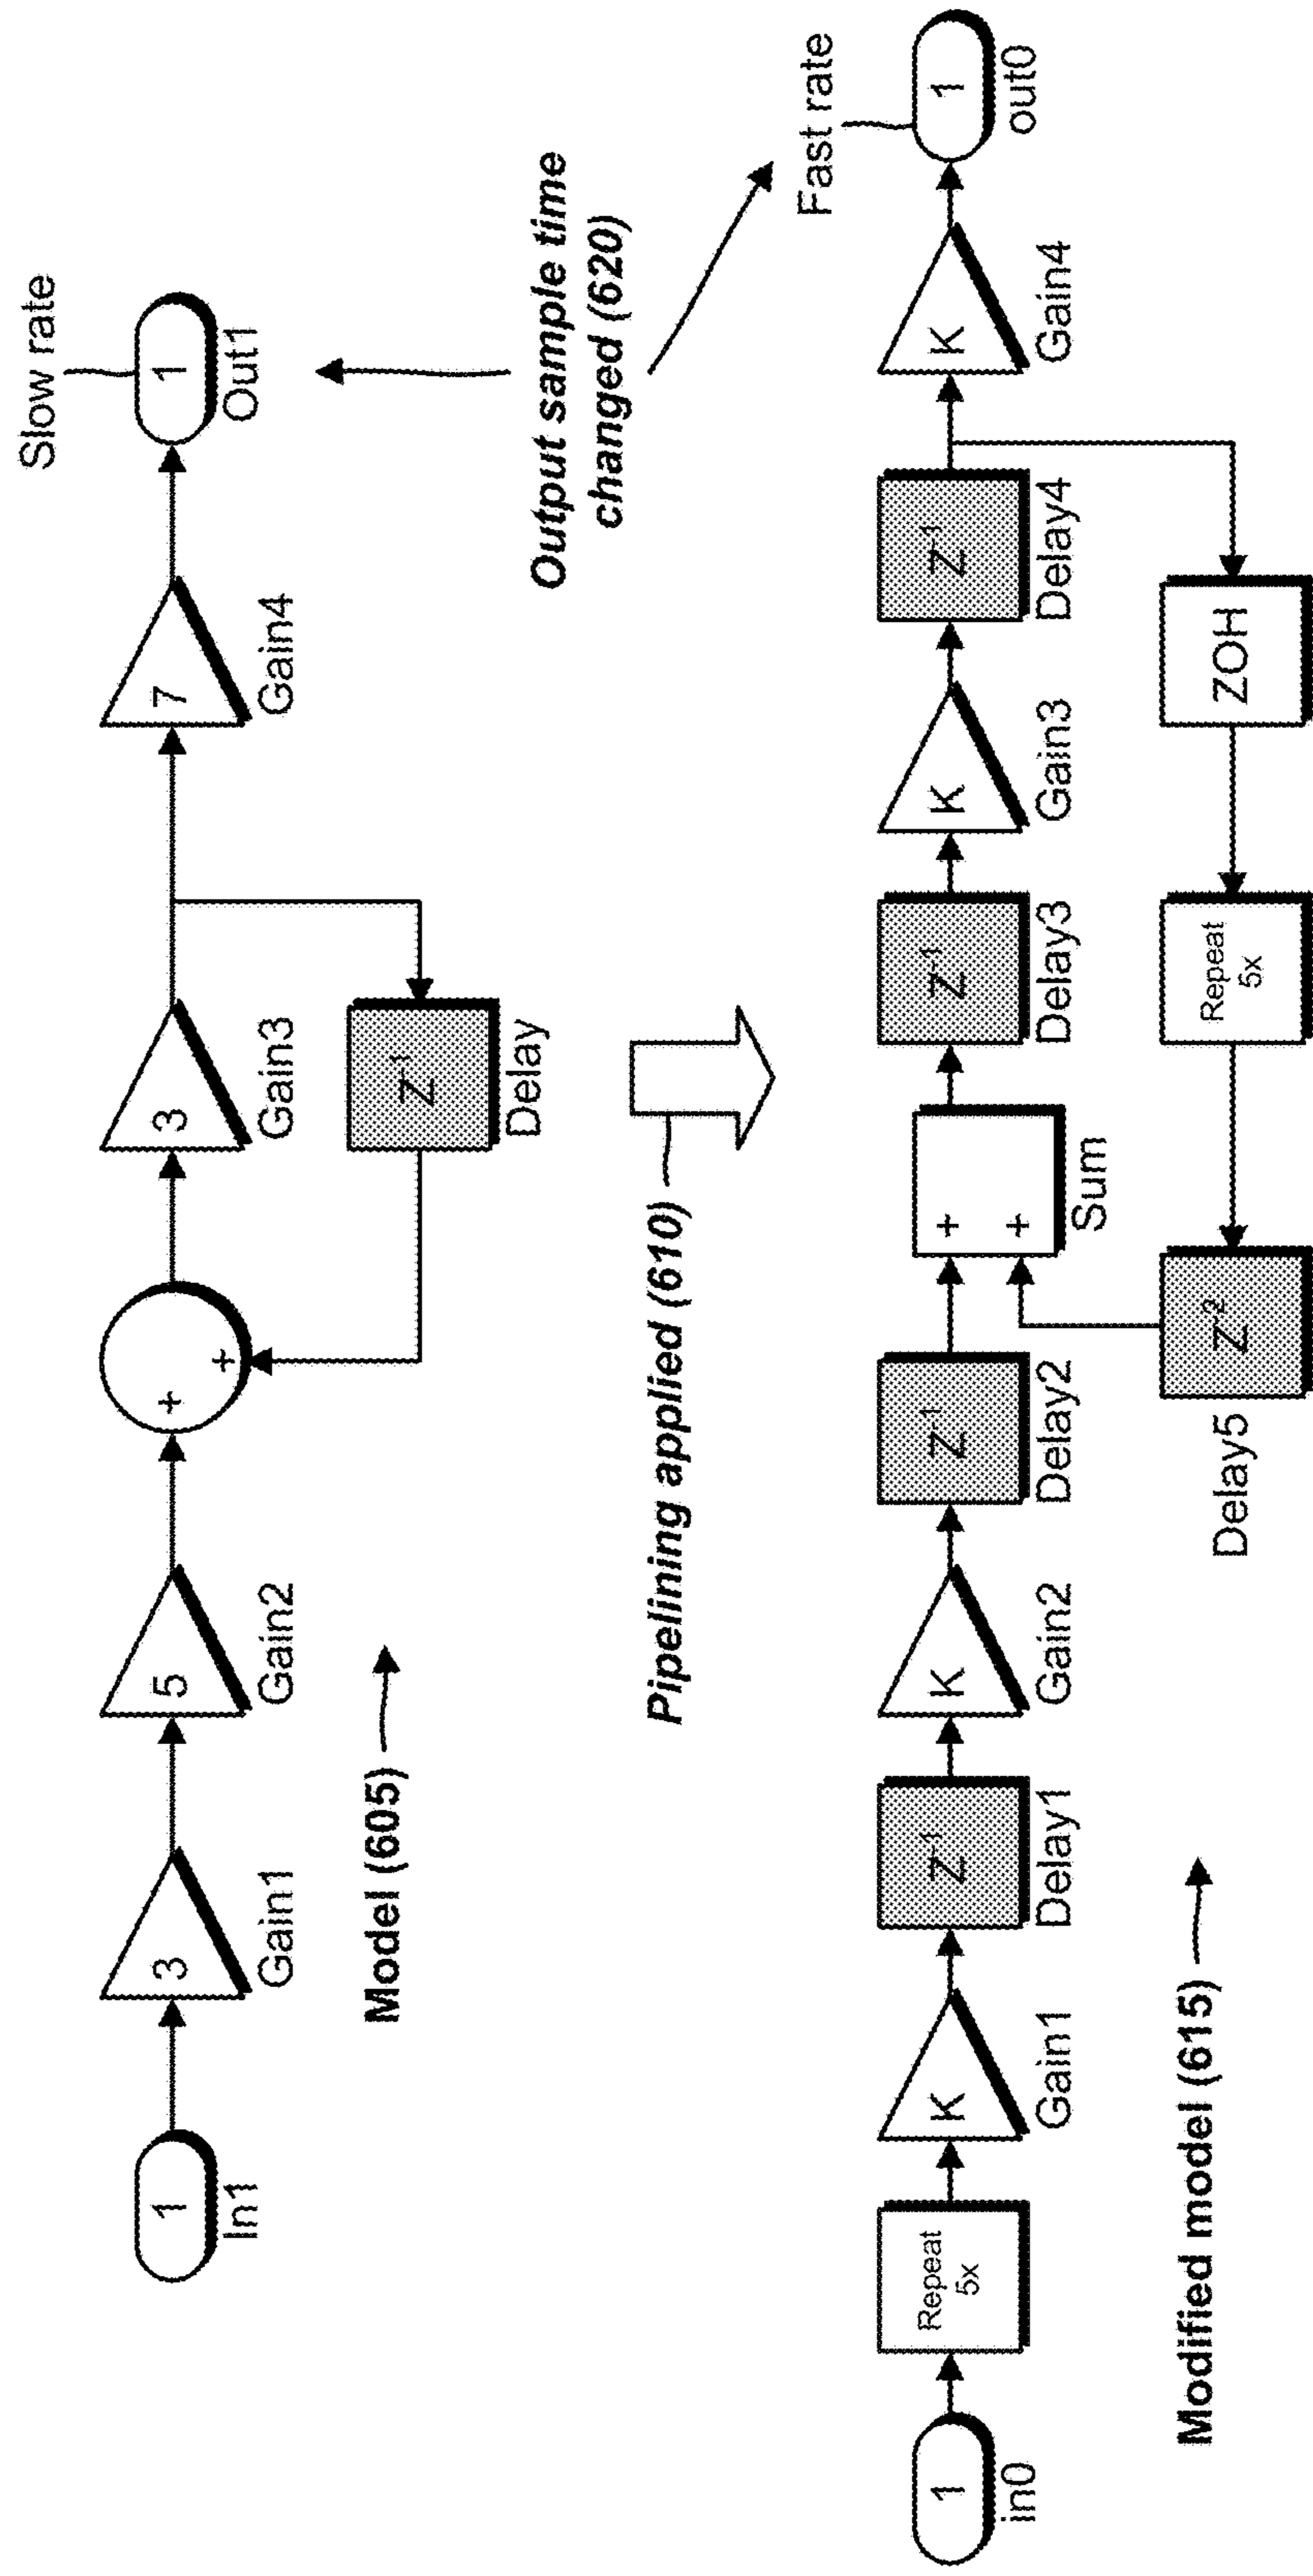 Slow rate
1
In1
3
Gain1
5
Gain2
+
+
3
Gain3
7
Gain4
1
Out1
Z-1
Delay
Model (605)
Output sample time
changed (620)
Pipelining applied (610)
Fast rate
1
in0
Repeat
5x
K
Gain1
Z-1
Delay1
K
Gain2
Z-1
Delay2
+
+
Sum
Z-1
Delay3
K
Gain3
Z-1
Delay4
K
Gain4
1
out0
Delay5
Z-2
Repeat
5x
ZOH
Modified model (615)